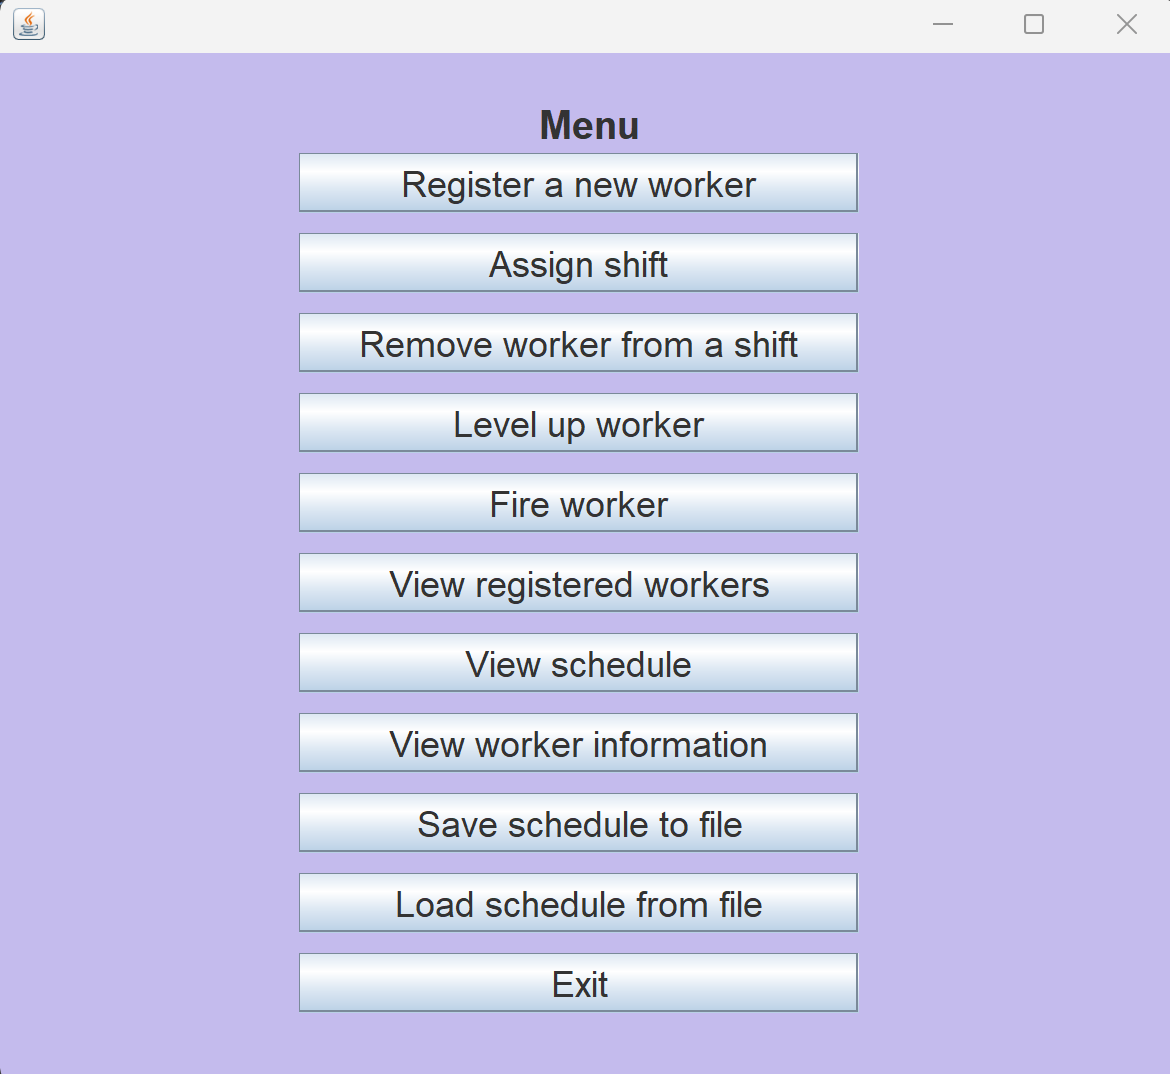 Menu
Register a new worker
Assign shift
Remove worker from a shift
Level up worker
Fire worker
View registered workers
View schedule
View worker information
Save schedule to file
Load schedule from file
Exit